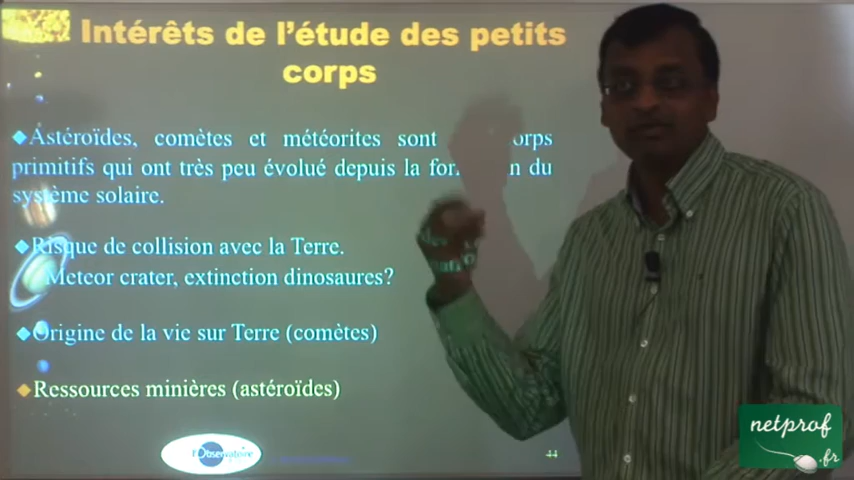 Intérêts de l'étude des petits
corps
Astéroïdes, comètes et météorites sont orps
primitifs qui ont très peu évolué depuis la for n du
système solaire.
Risque de collision avec la Terre.
Meteor crater, extinction dinosaures?
Origine de la vie sur Terre (comètes)
Ressources minières (astéroïdes)
l'Observatoire
44
netprof
.fr